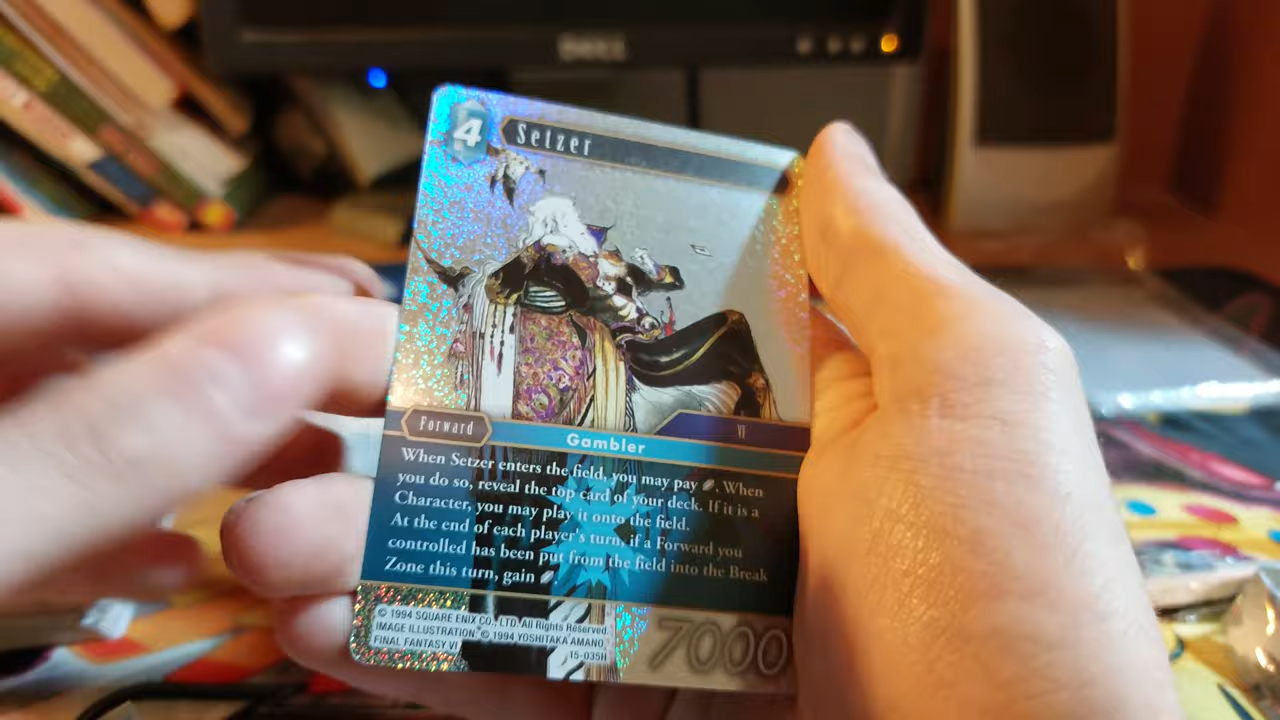 DELL
4
Setzer
Forward
VI
Gambler
When Setzer enters the field, you may pay . When
you do so, reveal the top card of your deck. If it is a
Character, you may play it onto the field.
At the end of each player's turn, if a Forward you
controlled has been put from the field into the Break
Zone this turn, gain .
© 1994 SQUARE ENIX CO., LTD. All Rights Reserved.
IMAGE ILLUSTRATION: © 1994 YOSHITAKA AMANO
FINAL FANTASY VI
15-035H
7000